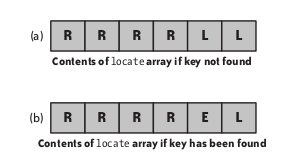 (a) R R R R L L
Contents of locate array if key not found
(b) R R R R E L
Contents of locate array if key has been found